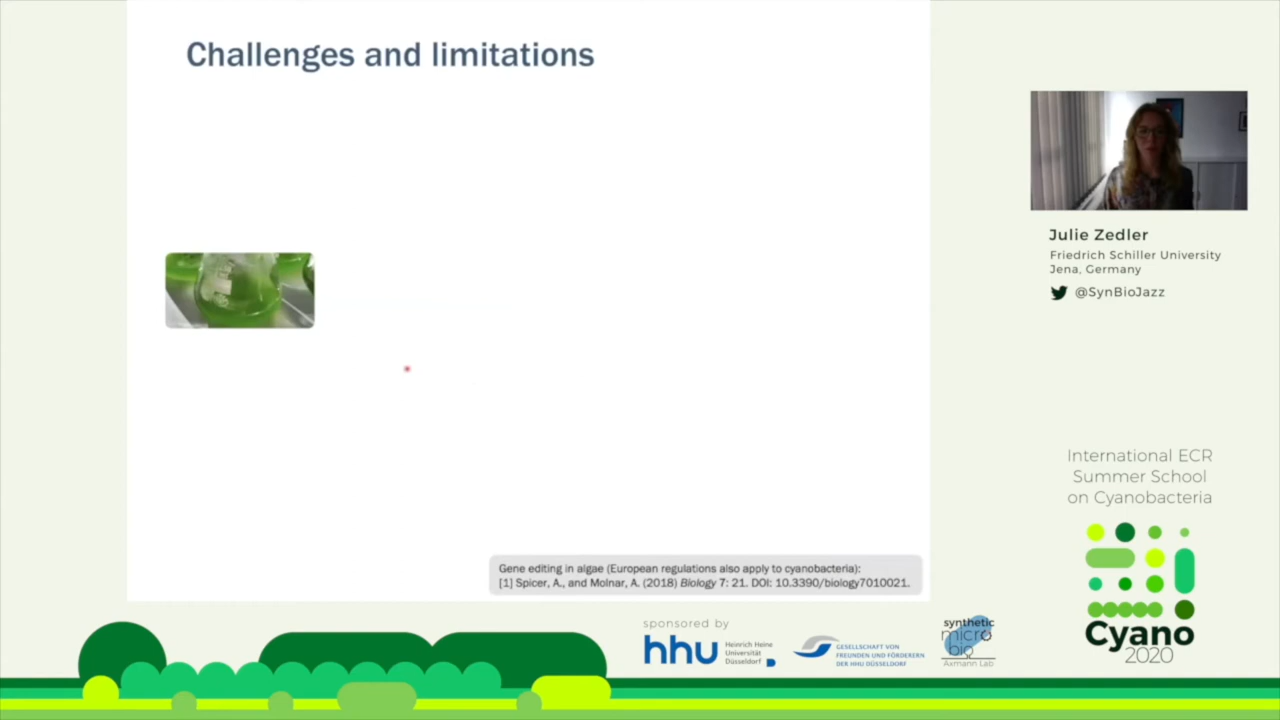 Challenges and limitations
Gene editing in algae (European regulations also apply to cyanobacteria):
[1] Spicer, A., and Molnar, A. (2018) Biology 7: 21. DOI: 10.3390/biology7010021.
Julie Zedler
Friedrich Schiller University
Jena, Germany
@SynBioJazz
International ECR
Summer School
on Cyanobacteria
Cyano
2020
sponsored by
hhu
Heinrich Heine
Universität
Düsseldorf
GESELLSCHAFT VON
FREUNDEN UND FÖRDERERN
DER HHU DÜSSELDORF
synthetic
micro
bio
Axmann Lab